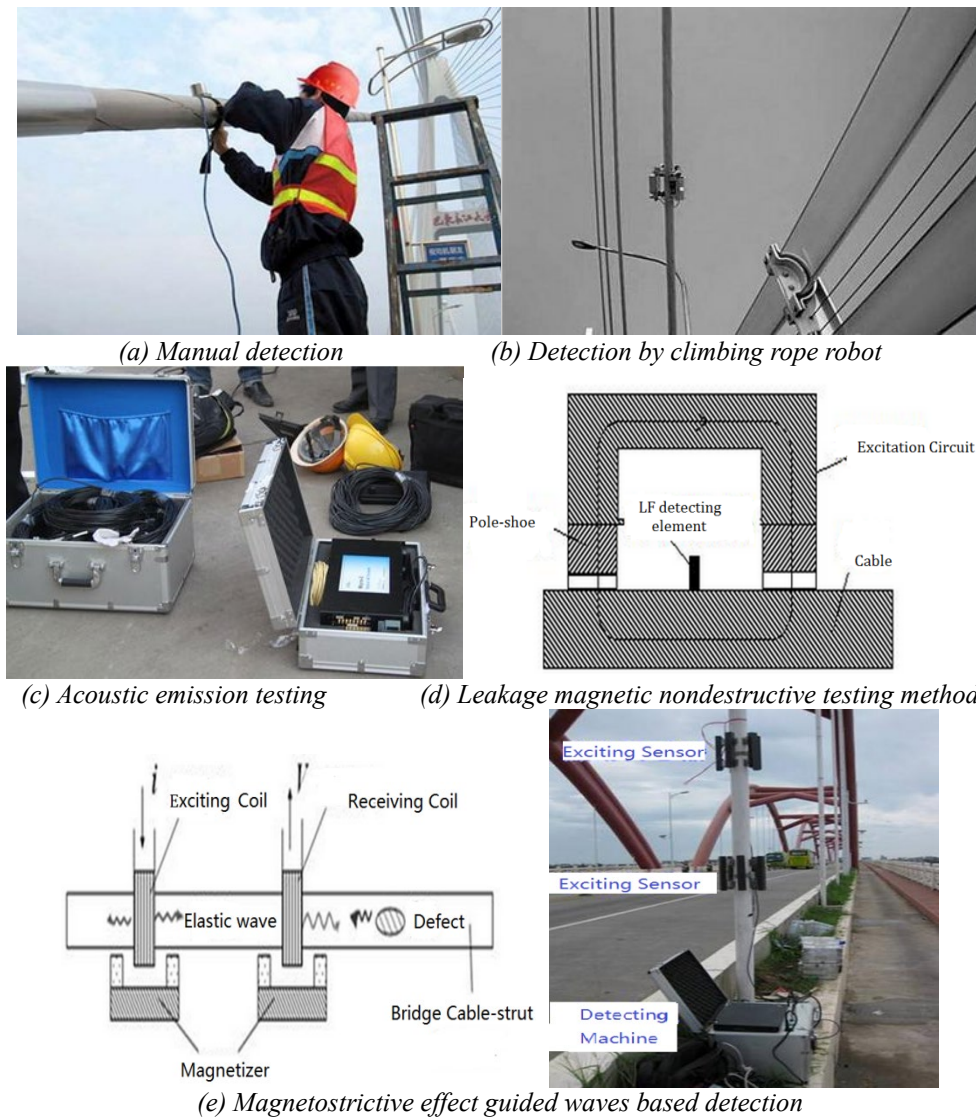 (a) Manual detection
(b) Detection by climbing rope robot
(c) Acoustic emission testing
Excitation Circuit
LF detecting
element
Pole-shoe
Cable
(d) Leakage magnetic nondestructive testing method
i
V
Exciting Coil
Receiving Coil
Elastic wave
Defect
Bridge Cable-strut
Magnetizer
Exciting Sensor
Exciting Sensor
Detecting
Machine
(e) Magnetostrictive effect guided waves based detection